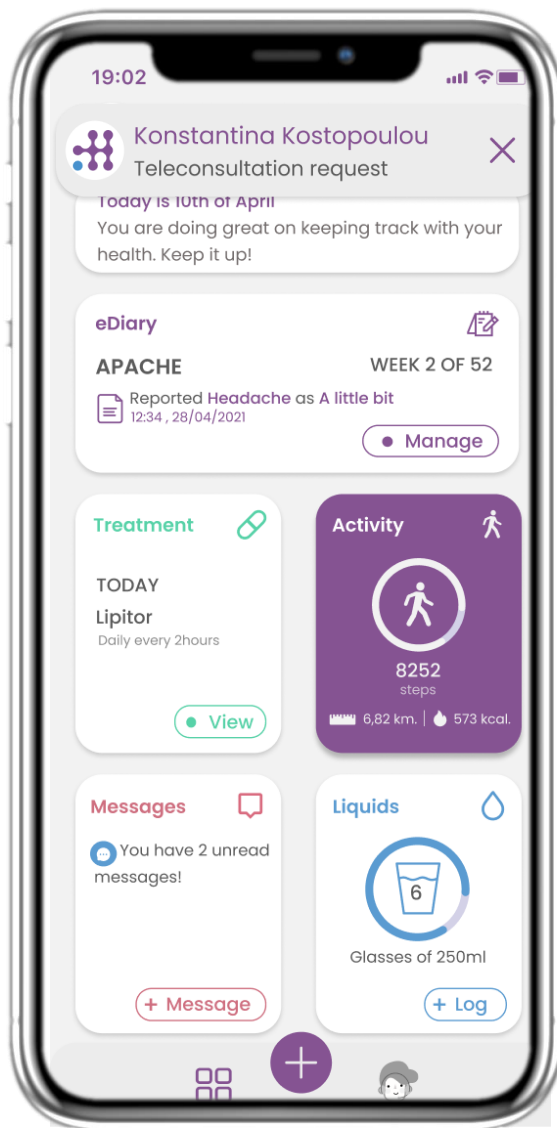 19:02
Konstantina Kostopoulou
Teleconsultation request
Today is 10th of April
You are doing great on keeping track with your
health. Keep it up!
eDiary
APACHE
WEEK 2 OF 52
Reported Headache as A little bit
12:34 , 28/04/2021
Manage
Treatment
TODAY
Lipitor
Daily every 2hours
View
Activity
8252
steps
6,82 km.
573 kcal.
Messages
You have 2 unread
messages!
+ Message
Liquids
6
Glasses of 250ml
+ Log